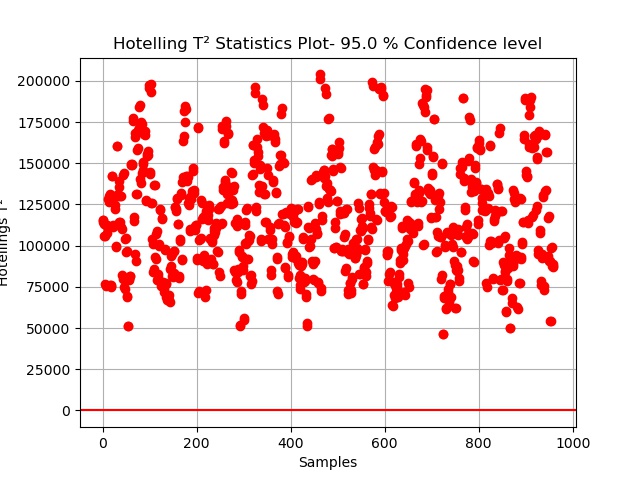 Hotelling T² Statistics Plot- 95.0 % Confidence level
200000
175000
150000
125000
100000
75000
50000
25000
0
Hotellings T²
0 200 400 600 800 1000
Samples